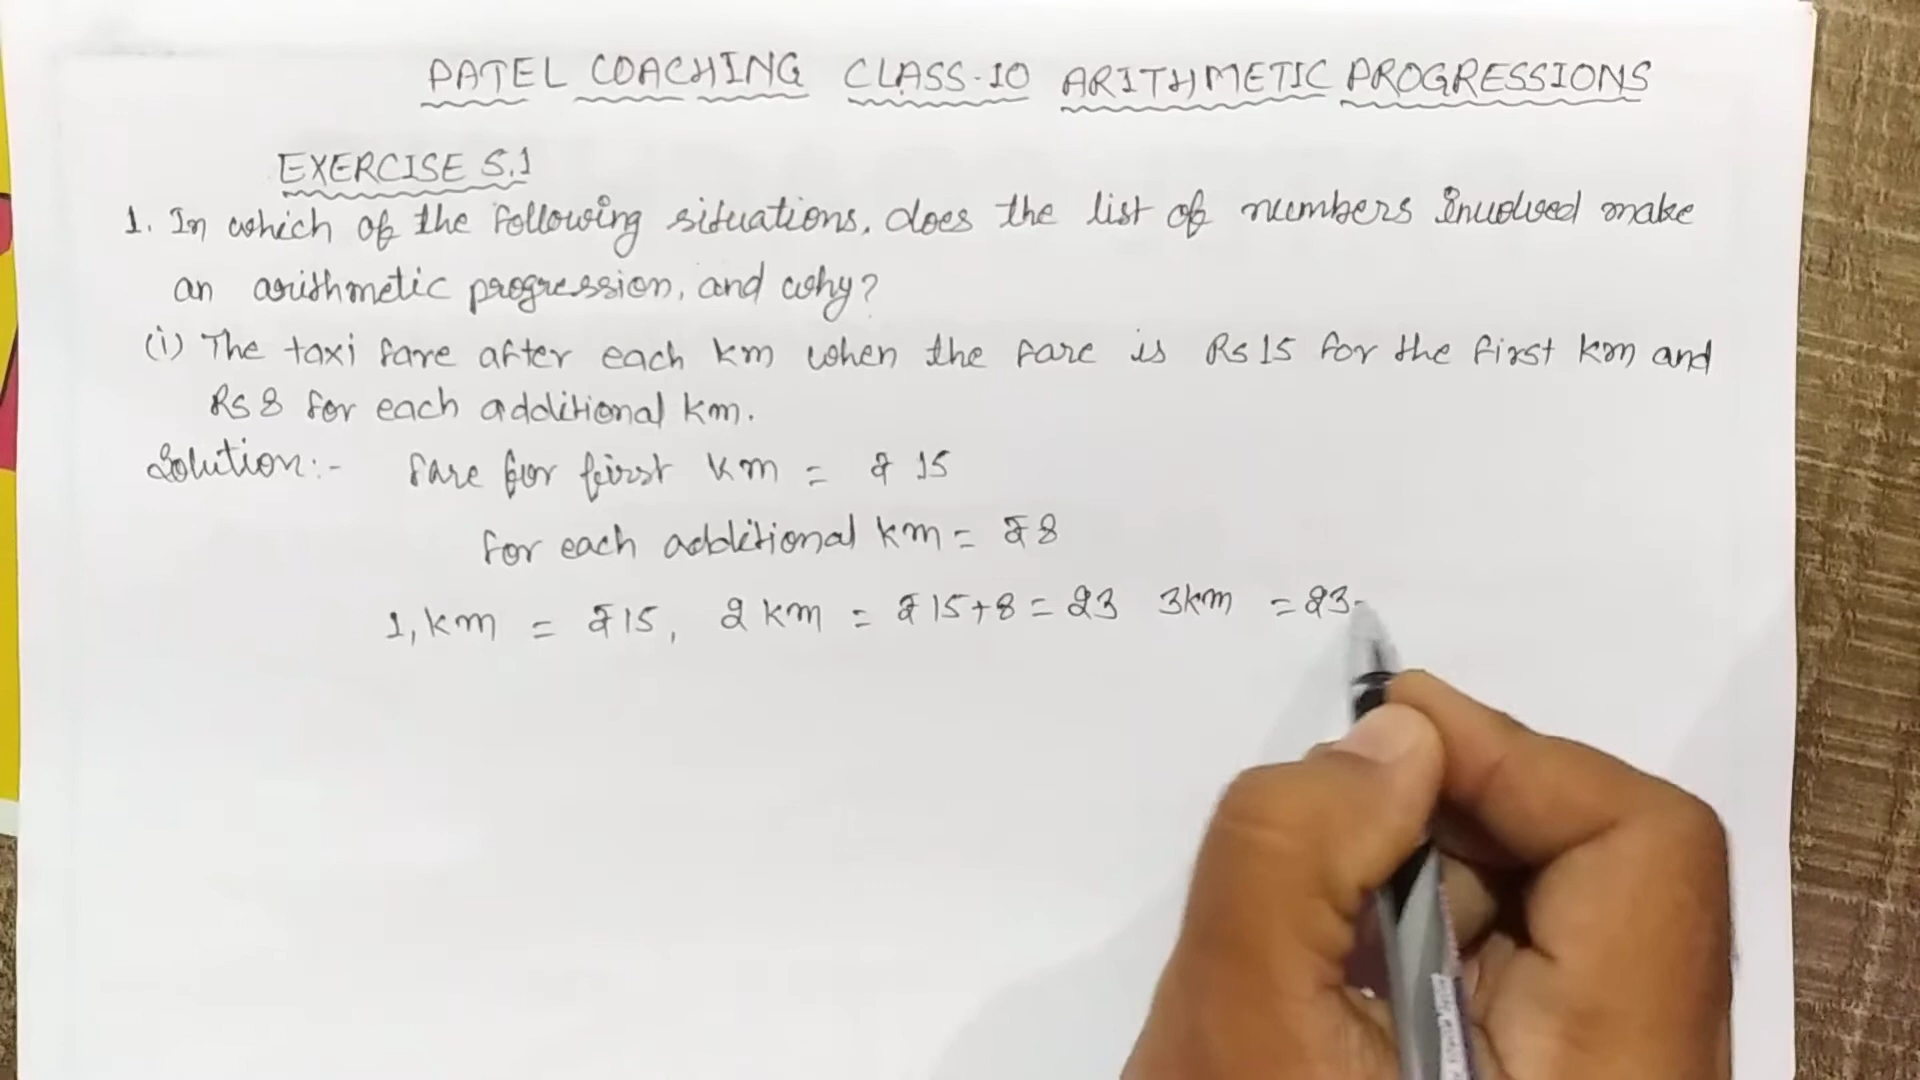 PATEL COACHING CLASS-10 ARITHMETIC PROGRESSIONS
EXERCISE 5.1
1. In which of the following situations, does the list of numbers involved make
an arithmetic progression, and why?
(i) The taxi fare after each km when the fare is Rs 15 for the first km and
Rs 8 for each additional km.
Solution:- Fare for first km = ₹ 15
For each additional km = ₹8
1, km = ₹15, 2 km = ₹15+8 = 23 3km = 23-